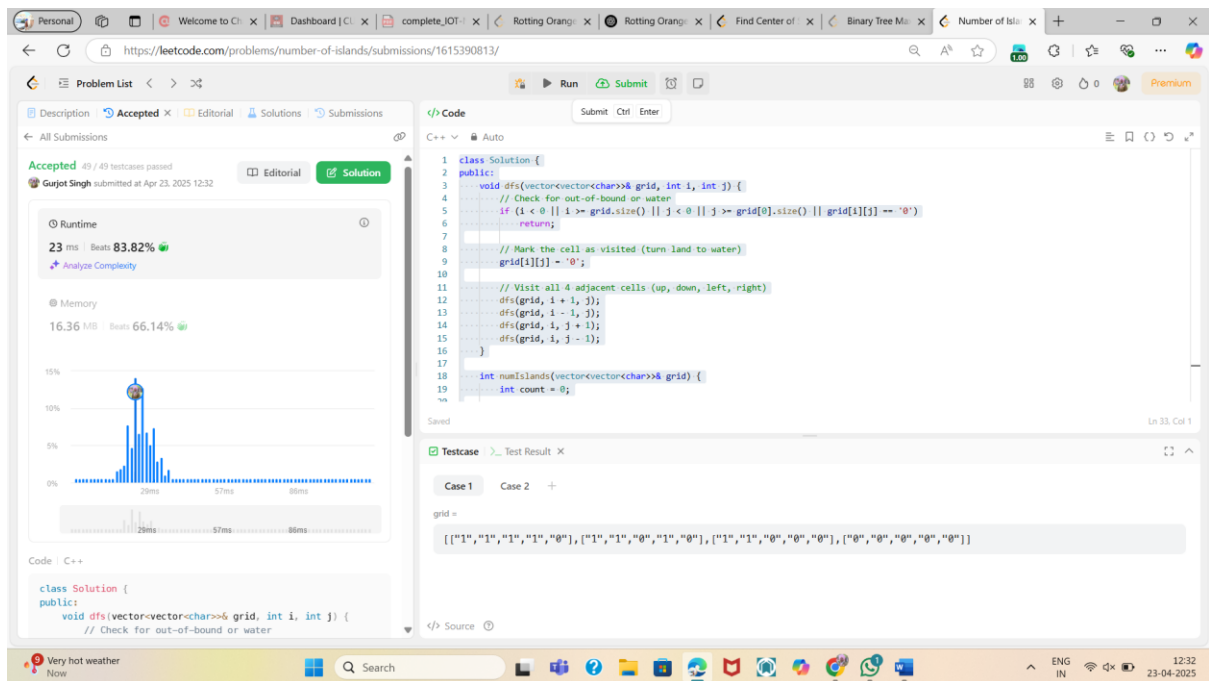 Personal
Welcome to Ch
Dashboard | CL
complete_IOT-I
Rotting Orange
Rotting Orange
Find Center of S
Binary Tree Ma
Number of Islan
https://leetcode.com/problems/number-of-islands/submissions/1615390813/
1.00
Problem List
Run
Submit
0
Premium
Description
Accepted
Editorial
Solutions
Submissions
Code
Submit Ctrl Enter
All Submissions
C++
Auto
Accepted 49 / 49 testcases passed
Gurjot Singh submitted at Apr 23, 2025 12:32
Editorial
Solution
Runtime
23 ms Beats 83.82%
Analyze Complexity
Memory
16.36 MB Beats 66.14%
15%
10%
5%
0%
29ms 57ms 86ms
29ms 57ms 86ms
Code C++
class Solution {
public:
void dfs(vector<vector<char>>& grid, int i, int j) {
// Check for out-of-bound or water
1 class Solution {
2 public:
3 void dfs(vector<vector<char>>& grid, int i, int j) {
4 // Check for out-of-bound or water
5 if (i < 0 || i >= grid.size() || j < 0 || j >= grid[0].size() || grid[i][j] == '0')
6 return;
7
8 // Mark the cell as visited (turn land to water)
9 grid[i][j] = '0';
10
11 // Visit all 4 adjacent cells (up, down, left, right)
12 dfs(grid, i + 1, j);
13 dfs(grid, i - 1, j);
14 dfs(grid, i, j + 1);
15 dfs(grid, i, j - 1);
16 }
17
18 int numIslands(vector<vector<char>>& grid) {
19 int count = 0;
Saved
Ln 33, Col 1
Testcase
>_ Test Result
Case 1
Case 2
grid =
[["1","1","1","1","0"],["1","1","0","1","0"],["1","1","0","0","0"],["0","0","0","0","0"]]
</> Source
9
Very hot weather
Now
Search
ENG
IN
12:32
23-04-2025